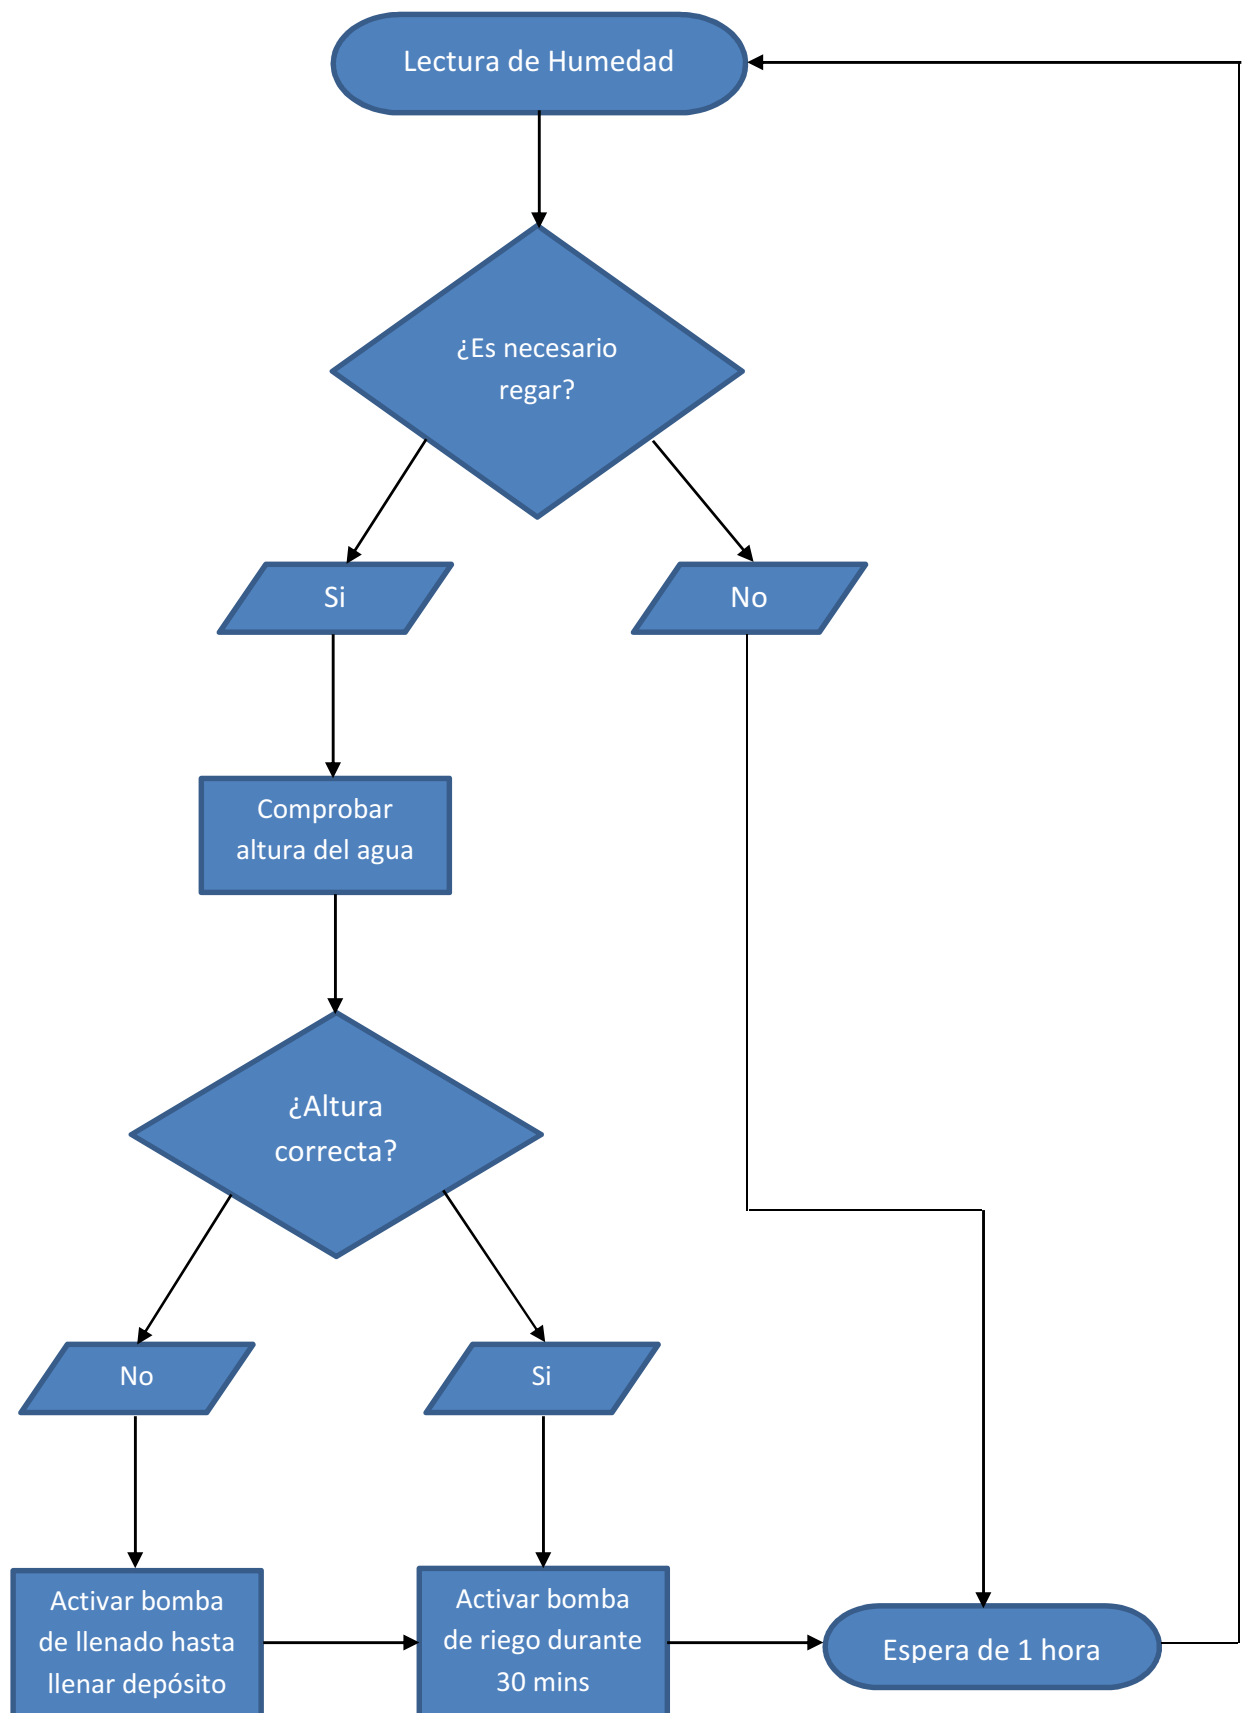 Lectura de Humedad
¿Es necesario
regar?
Si
No
Comprobar
altura del agua
¿Altura
correcta?
No
Si
Activar bomba
de llenado hasta
llenar depósito
Activar bomba
de riego durante
30 mins
Espera de 1 hora